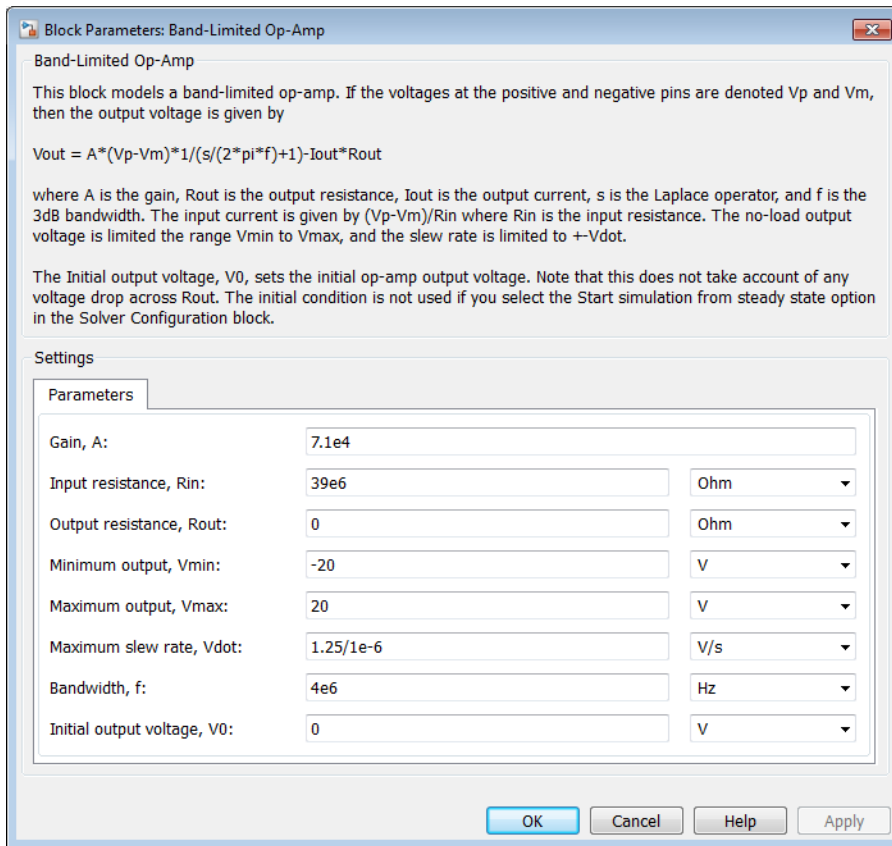 Block Parameters: Band-Limited Op-Amp
Band-Limited Op-Amp
This block models a band-limited op-amp. If the voltages at the positive and negative pins are denoted Vp and Vm,
then the output voltage is given by
Vout = A*(Vp-Vm)*1/(s/(2*pi*f)+1)-Iout*Rout
where A is the gain, Rout is the output resistance, Iout is the output current, s is the Laplace operator, and f is the
3dB bandwidth. The input current is given by (Vp-Vm)/Rin where Rin is the input resistance. The no-load output
voltage is limited the range Vmin to Vmax, and the slew rate is limited to +-Vdot.
The Initial output voltage, V0, sets the initial op-amp output voltage. Note that this does not take account of any
voltage drop across Rout. The initial condition is not used if you select the Start simulation from steady state option
in the Solver Configuration block.
Settings
Parameters
Gain, A: 7.1e4
Input resistance, Rin: 39e6 Ohm
Output resistance, Rout: 0 Ohm
Minimum output, Vmin: -20 V
Maximum output, Vmax: 20 V
Maximum slew rate, Vdot: 1.25/1e-6 V/s
Bandwidth, f: 4e6 Hz
Initial output voltage, V0: 0 V
OK Cancel Help Apply